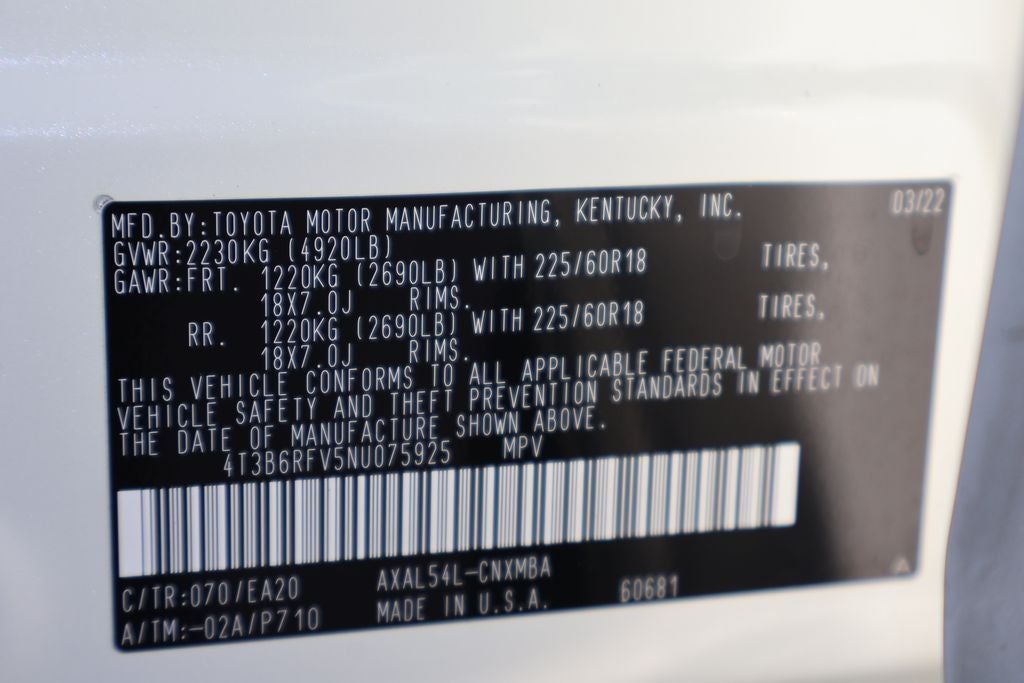 03/22
MFD.BY:TOYOTA MOTOR MANUFACTURING, KENTUCKY, INC.
GVWR:2230KG (4920LB)
GAWR:FRT. 1220KG (2690LB) WITH 225/60R18 TIRES,
18X7.0J RIMS.
RR. 1220KG (2690LB) WITH 225/60R18 TIRES,
18X7.0J RIMS.
THIS VEHICLE CONFORMS TO ALL APPLICABLE FEDERAL MOTOR
VEHICLE SAFETY AND THEFT PREVENTION STANDARDS IN EFFECT ON
THE DATE OF MANUFACTURE SHOWN ABOVE.
4T3B6RFV5NU075925 MPV
C/TR:070/EA20 AXAL54L-CNXMBA
A/TM:-02A/P710 MADE IN U.S.A. 60681
A